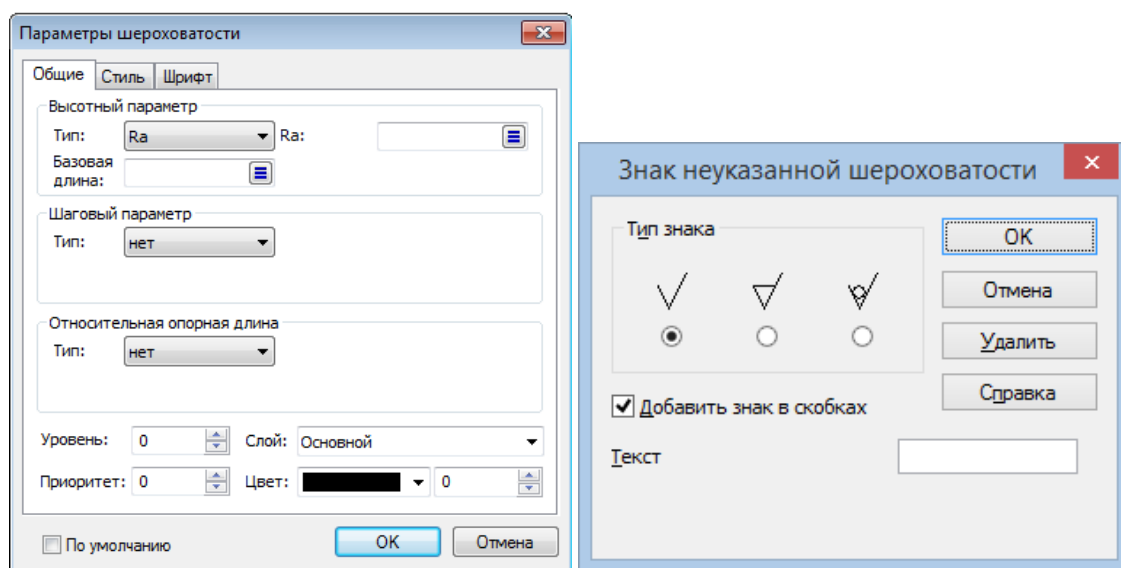 Параметры шероховатости
Общие Стиль Шрифт
Высотный параметр
Тип: Ra Ra:
Базовая
длина:
Шаговый параметр
Тип: нет
Относительная опорная длина
Тип: нет
Уровень: 0 Слой: Основной
Приоритет: 0 Цвет: 0
По умолчанию OK Отмена
Знак неуказанной шероховатости
Тип знака
OK
Отмена
Удалить
Справка
Добавить знак в скобках
Текст